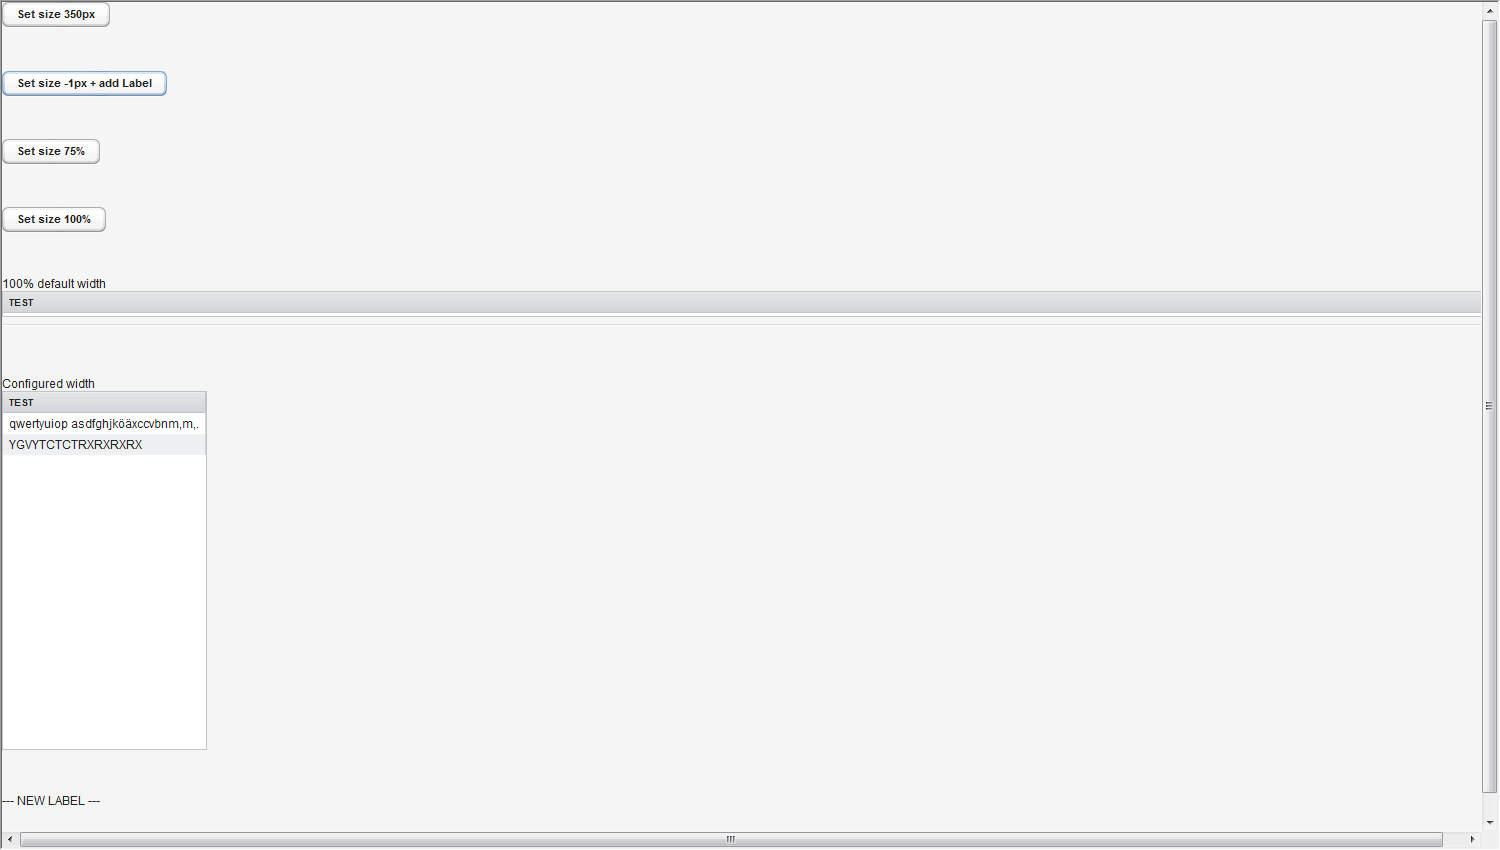 Set size 350px
Set size -1px + add Label
Set size 75%
Set size 100%
100% default width
TEST
Configured width
TEST
qwertyuiop asdfghjköäxccvbnm,m,.
YGVYTCTCTRXRXRXRX
--- NEW LABEL ---